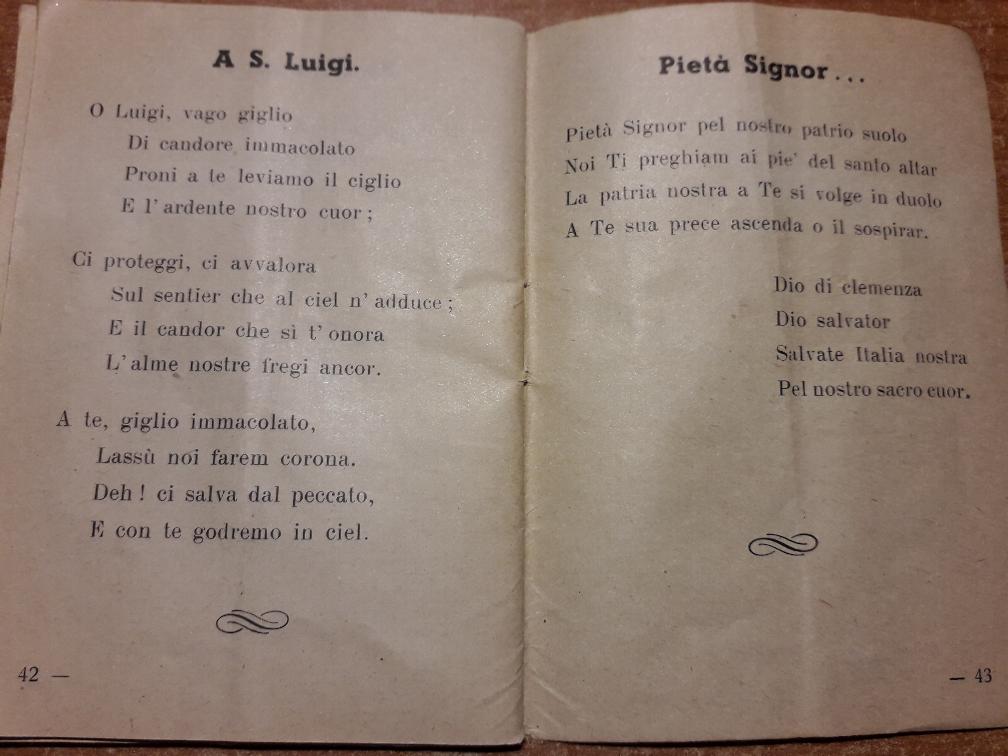 A S. Luigi.
O Luigi, vago giglio
Di candore immacolato
Proni a te leviamo il ciglio
E l'ardente nostro cuor;
Ci proteggi, ci avvalora
Sul sentier che al ciel n'adduce;
E il candor che sì t'onora
L'alme nostre fregi ancor.
A te, giglio immacolato,
Lassù noi farem corona.
Deh! ci salva dal peccato,
E con te godremo in ciel.
42 —
Pietà Signor...
Pietà Signor pel nostro patrio suolo
Noi Ti preghiam ai pie' del santo altar
La patria nostra a Te si volge in duolo
A Te sua prece ascenda o il sospirar.
Dio di clemenza
Dio salvator
Salvate Italia nostra
Pel nostro sacro cuor.
— 43